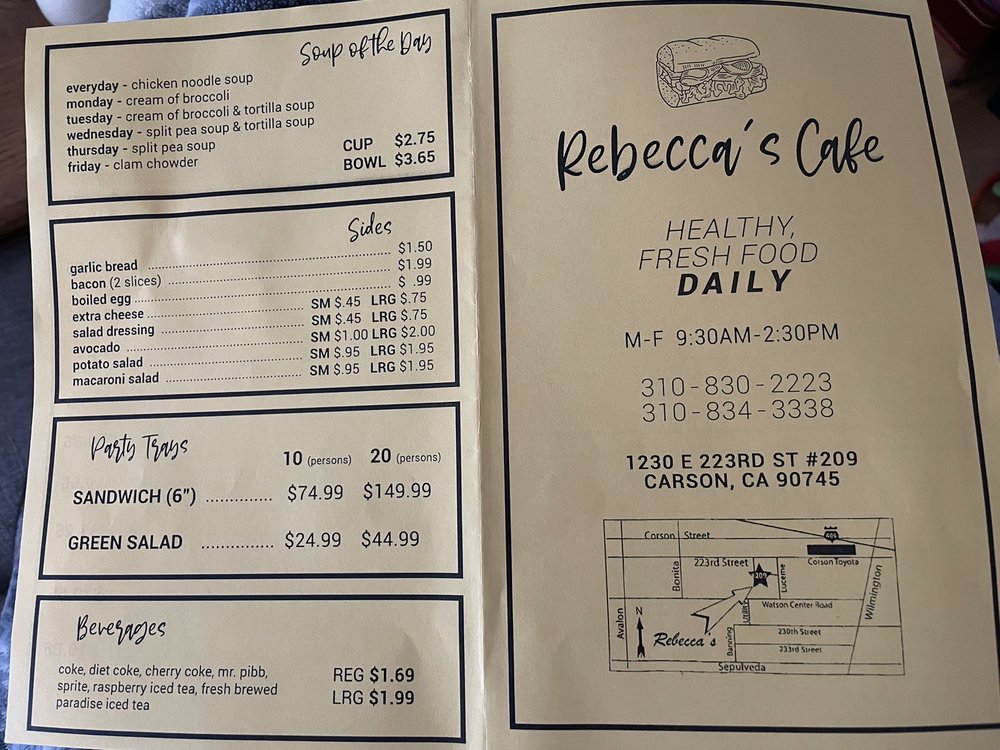 Soup of the Day
everyday - chicken noodle soup
monday - cream of broccoli
tuesday - cream of broccoli & tortilla soup
wednesday - split pea soup & tortilla soup
thursday - split pea soup
friday - clam chowder
CUP $2.75
BOWL $3.65
Sides
garlic bread ........ $1.50
bacon (2 slices) ........ $1.99
boiled egg ........ $ .99
extra cheese ........ SM $.45 LRG $.75
salad dressing ........ SM $.45 LRG $.75
avocado ........ SM $1.00 LRG $2.00
potato salad ........ SM $.95 LRG $1.95
macaroni salad ........ SM $.95 LRG $1.95
Party Trays
10 (persons) 20 (persons)
SANDWICH (6") ............. $74.99 $149.99
GREEN SALAD .............. $24.99 $44.99
Beverages
coke, diet coke, cherry coke, mr. pibb,
sprite, raspberry iced tea, fresh brewed
paradise iced tea
REG $1.69
LRG $1.99
Rebecca´s Cafe
HEALTHY,
FRESH FOOD
DAILY
M-F 9:30AM-2:30PM
310-830-2223
310-834-3338
1230 E 223RD ST #209
CARSON, CA 90745
Corson Street
405
223rd Street
Corson Toyota
Bonita
209
Lucerne
Wilmington
Avalon
N
Utility
Watson Center Road
Rebecca's
Banning
230th Street
233rd Street
Sepulveda